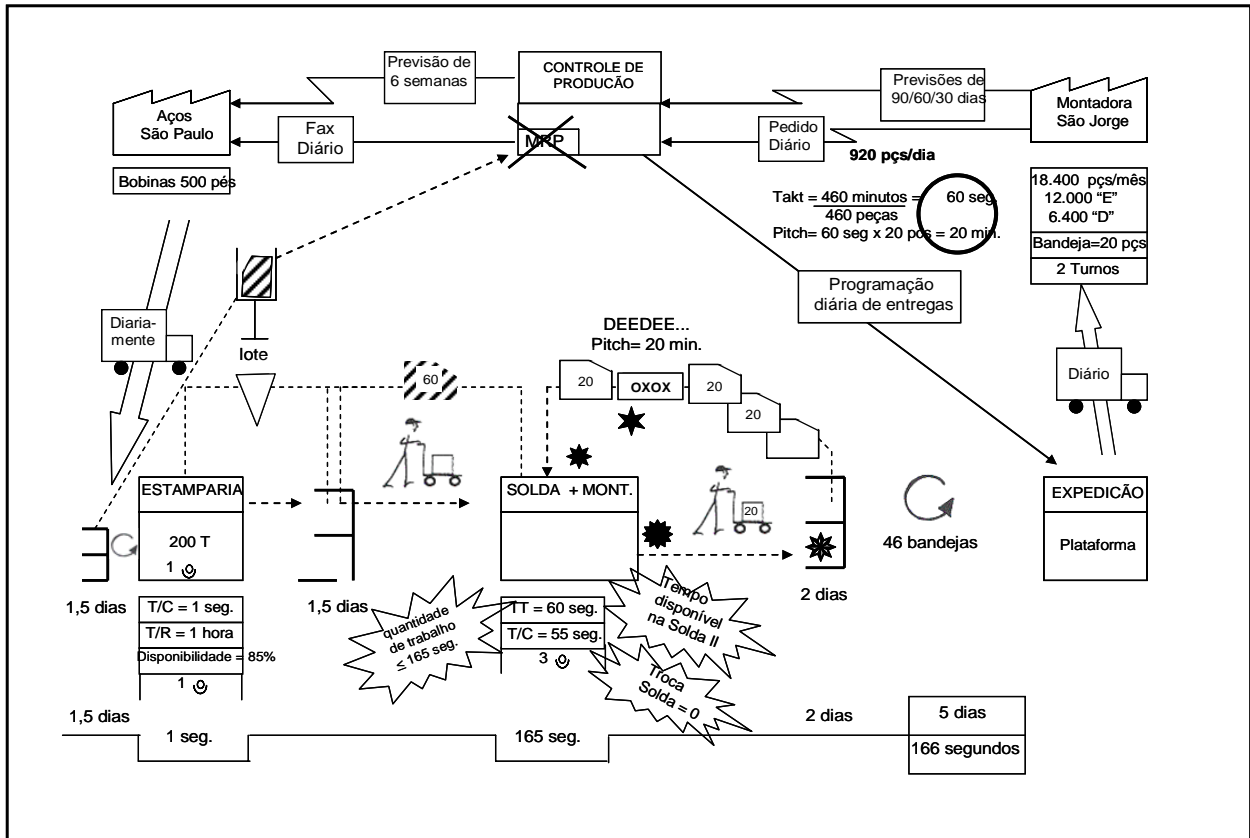 Previsão de
6 semanas
CONTROLE DE
PRODUÇÃO
Previsões de
90/60/30 dias
Aços
São Paulo
Montadora
São Jorge
Fax
Diário
MRP
Pedido
Diário
920 pçs/dia
Bobinas 500 pés
18.400 pçs/mês
12.000 “E”
6.400 “D”
Bandeja=20 pçs
2 Turnos
Takt = 460 minutos = 60 seg.
460 peças
Pitch= 60 seg x 20 pçs = 20 min.
Programação
diária de entregas
Diaria-
mente
lote
DEEDEE...
Pitch= 20 min.
Diário
60
20
OXOX
20
20
ESTAMPARIA
SOLDA + MONT.
EXPEDICÃO
200 T
1
20
46 bandejas
Plataforma
1,5 dias
1,5 dias
2 dias
T/C = 1 seg.
T/R = 1 hora
Disponibilidade = 85%
1
quantidade
de trabalho
≤ 165 seg.
TT = 60 seg.
T/C = 55 seg.
3
Tempo
disponível
na Solda II
Troca
Solda = 0
1,5 dias
1 seg.
165 seg.
2 dias
5 dias
166 segundos